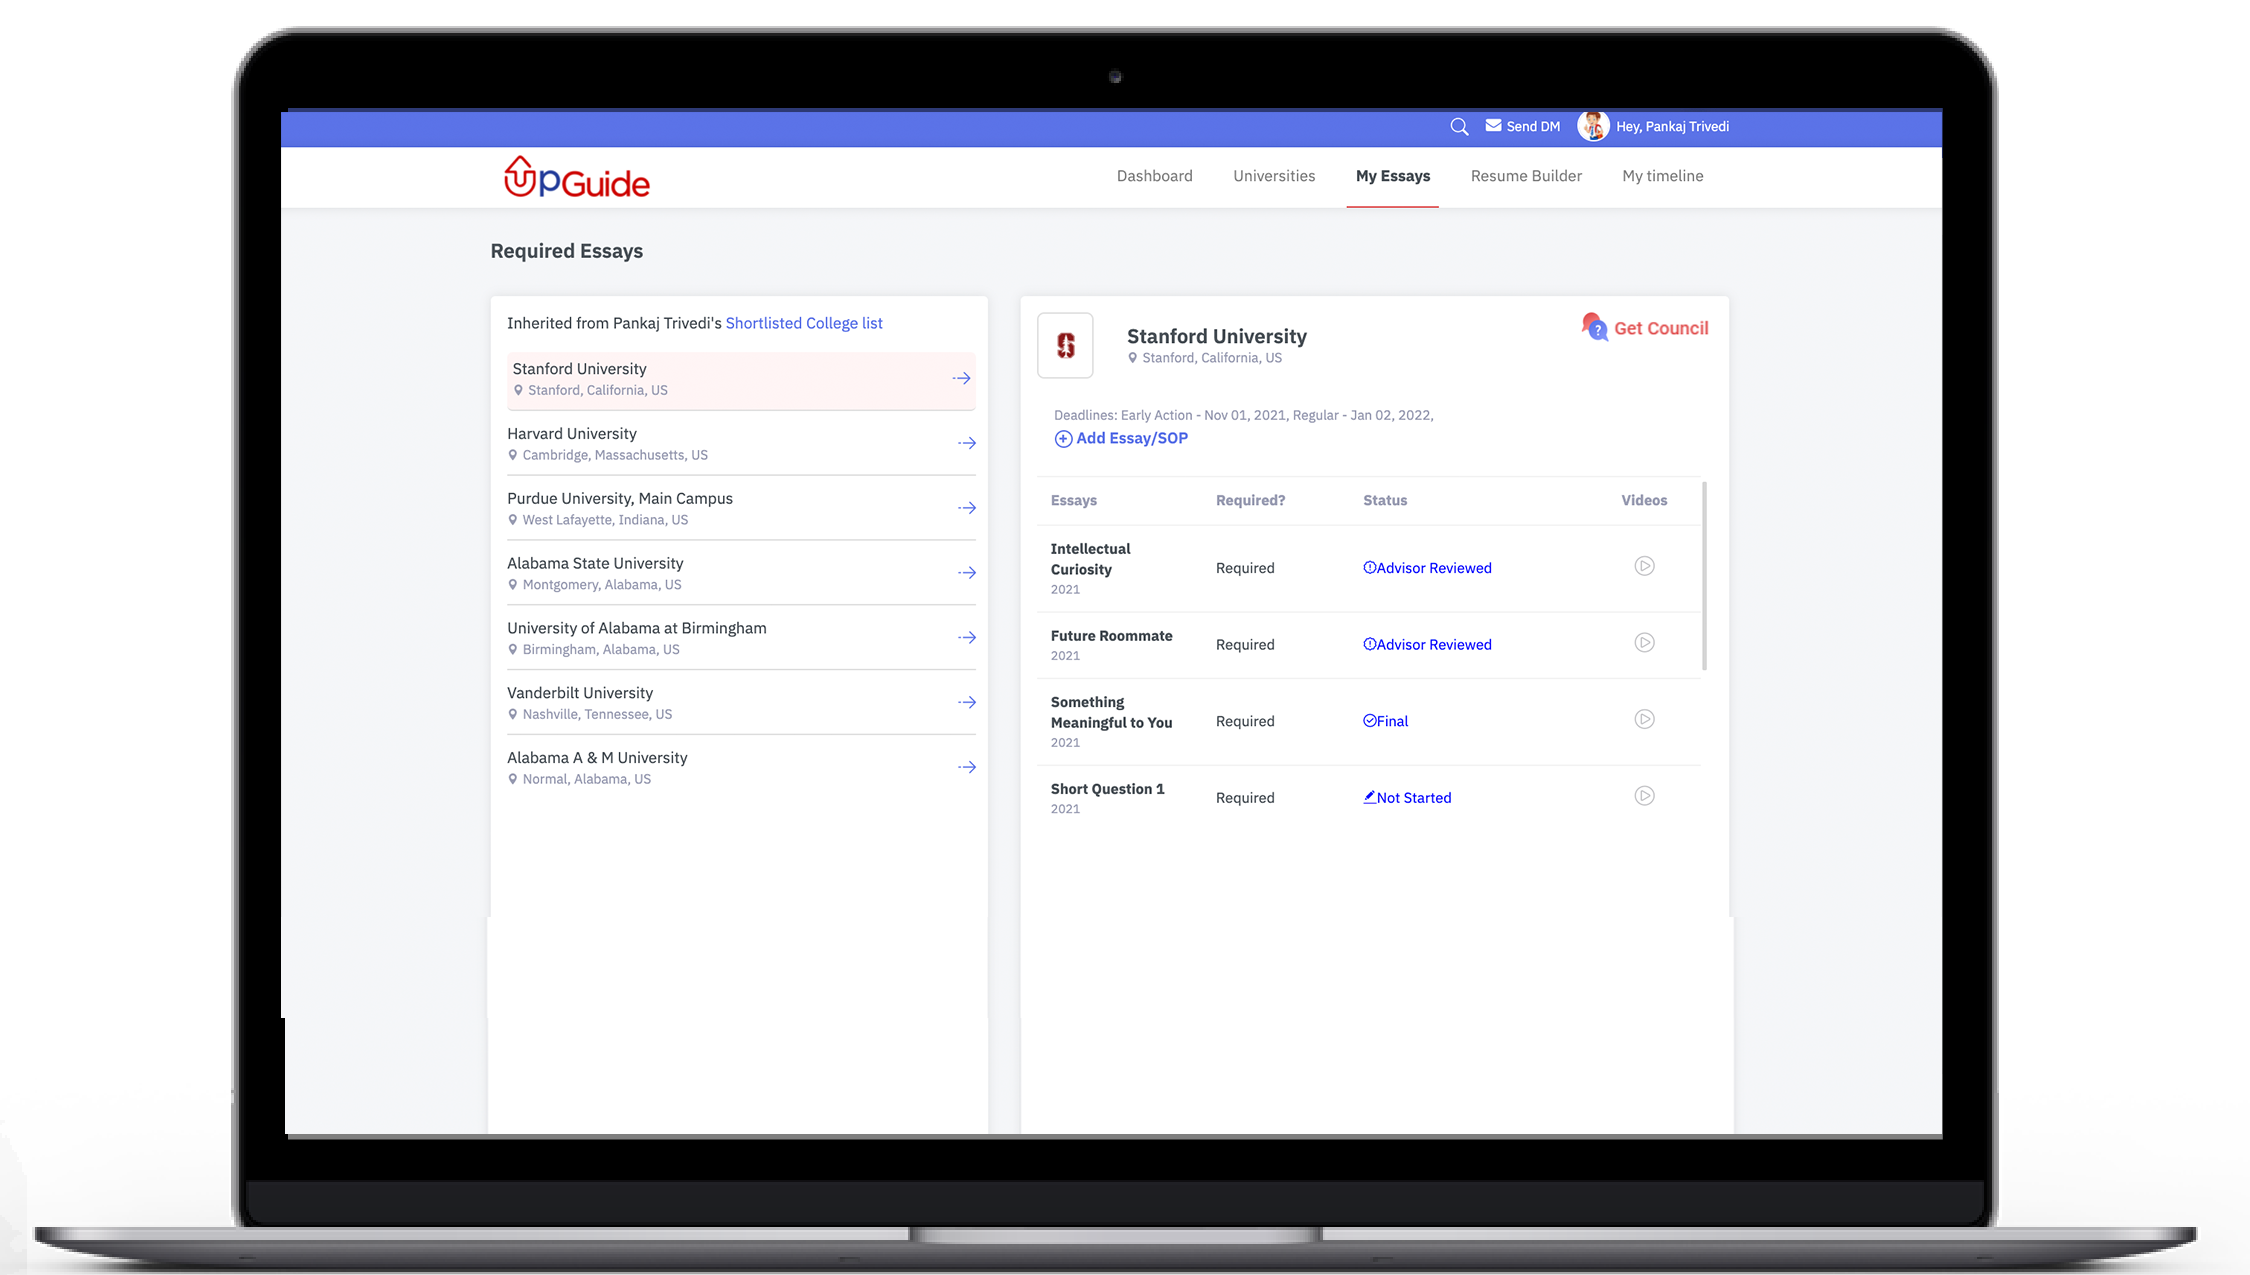 Send DM Hey, Pankaj Trivedi
UpGuide
Dashboard Universities My Essays Resume Builder My timeline
Required Essays
Inherited from Pankaj Trivedi's Shortlisted College list
Stanford University
Stanford, California, US
Harvard University
Cambridge, Massachusetts, US
Purdue University, Main Campus
West Lafayette, Indiana, US
Alabama State University
Montgomery, Alabama, US
University of Alabama at Birmingham
Birmingham, Alabama, US
Vanderbilt University
Nashville, Tennessee, US
Alabama A & M University
Normal, Alabama, US
S
Stanford University
Stanford, California, US
? Get Council
Deadlines: Early Action - Nov 01, 2021, Regular - Jan 02, 2022,
Add Essay/SOP
Essays Required? Status Videos
Intellectual
Curiosity
2021
Required Advisor Reviewed
Future Roommate
2021
Required Advisor Reviewed
Something
Meaningful to You
2021
Required Final
Short Question 1
2021
Required Not Started